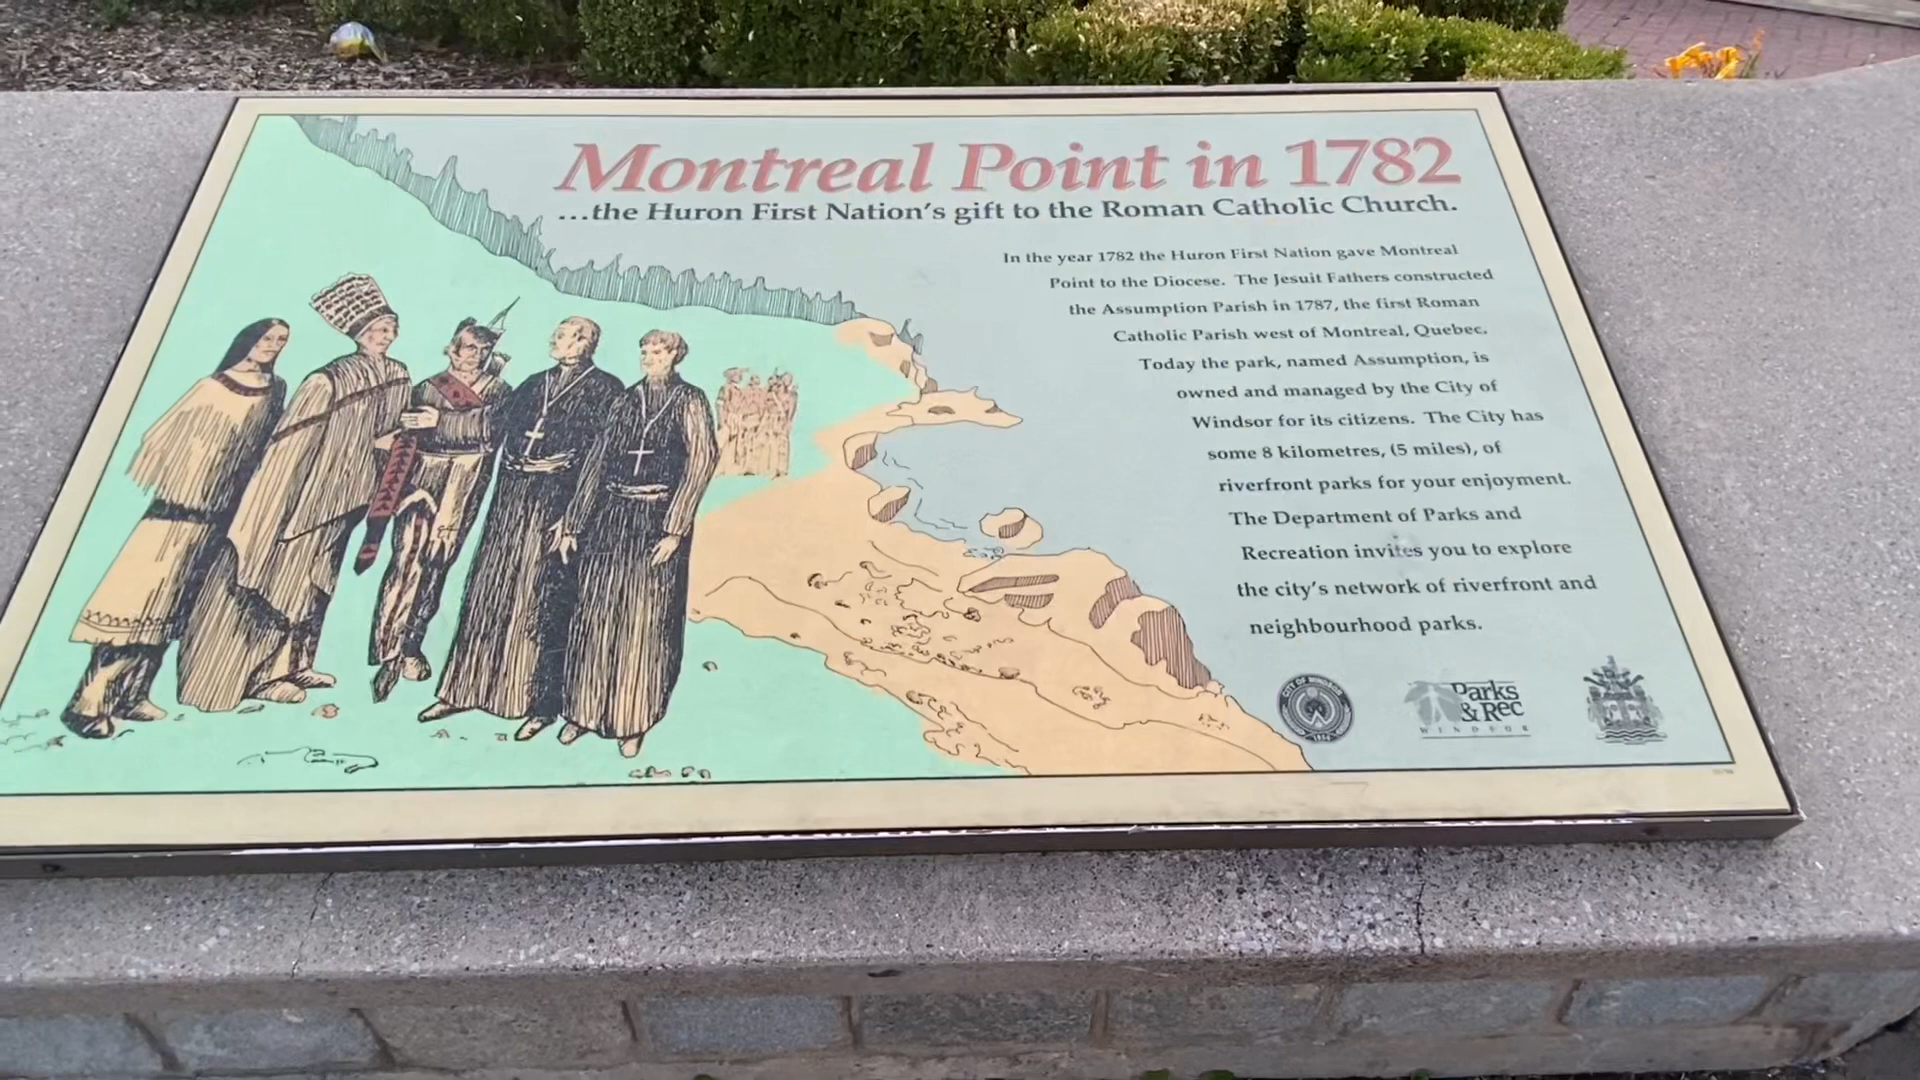 Montreal Point in 1782
...the Huron First Nation's gift to the Roman Catholic Church.
In the year 1782 the Huron First Nation gave Montreal
Point to the Diocese. The Jesuit Fathers constructed
the Assumption Parish in 1787, the first Roman
Catholic Parish west of Montreal, Quebec.
Today the park, named Assumption, is
owned and managed by the City of
Windsor for its citizens. The City has
some 8 kilometres, (5 miles), of
riverfront parks for your enjoyment.
The Department of Parks and
Recreation invites you to explore
the city's network of riverfront and
neighbourhood parks.
CITY OF WINDSOR
Parks
& Rec
WINDSOR